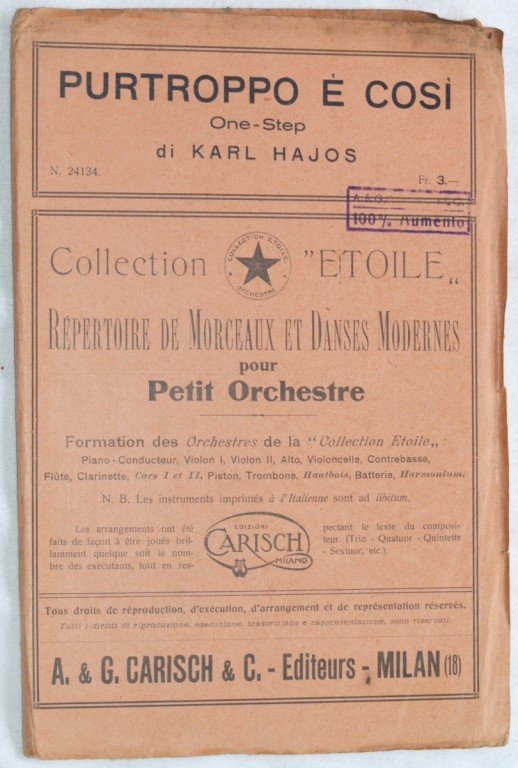 PURTROPPO È COSÌ
One-Step
di KARL HAJOS
N. 24134.
Fr. 3,—
A. & G.
100% Aumento
COLLECTION ETOILE
ORCHESTRE
Collection "ETOILE„
RÉPERTOIRE DE MORCEAUX ET DANSES MODERNES
pour
Petit Orchestre
Formation des Orchestres de la "Collection Etoile„:
Piano-Conducteur, Violon I, Violon II, Alto, Violoncelle, Contrebasse,
Flûte, Clarinette, Cors I et II, Piston, Trombone, Hautbois, Batterie, Harmonium.
N. B. Les instruments imprimés à l'Italienne sont ad libitum.
Les arrangements ont été
faits de façon à être joués bril-
lamment quelque soit le nom-
bre des exécutants, tout en res-
EDIZIONI
CARISCH
MILANO
pectant le texte du composi-
teur. (Trio - Quatuor - Quintette
- Sextuor, etc.)
Tous droits de réproduction, d'exécution, d'arrangement et de représentation réservés.
Tutti i diritti di riproduzione, esecuzione, trascrizione e rappresentazione, sono riservati.
A. & G. CARISCH & C. - Editeurs - MILAN (18)